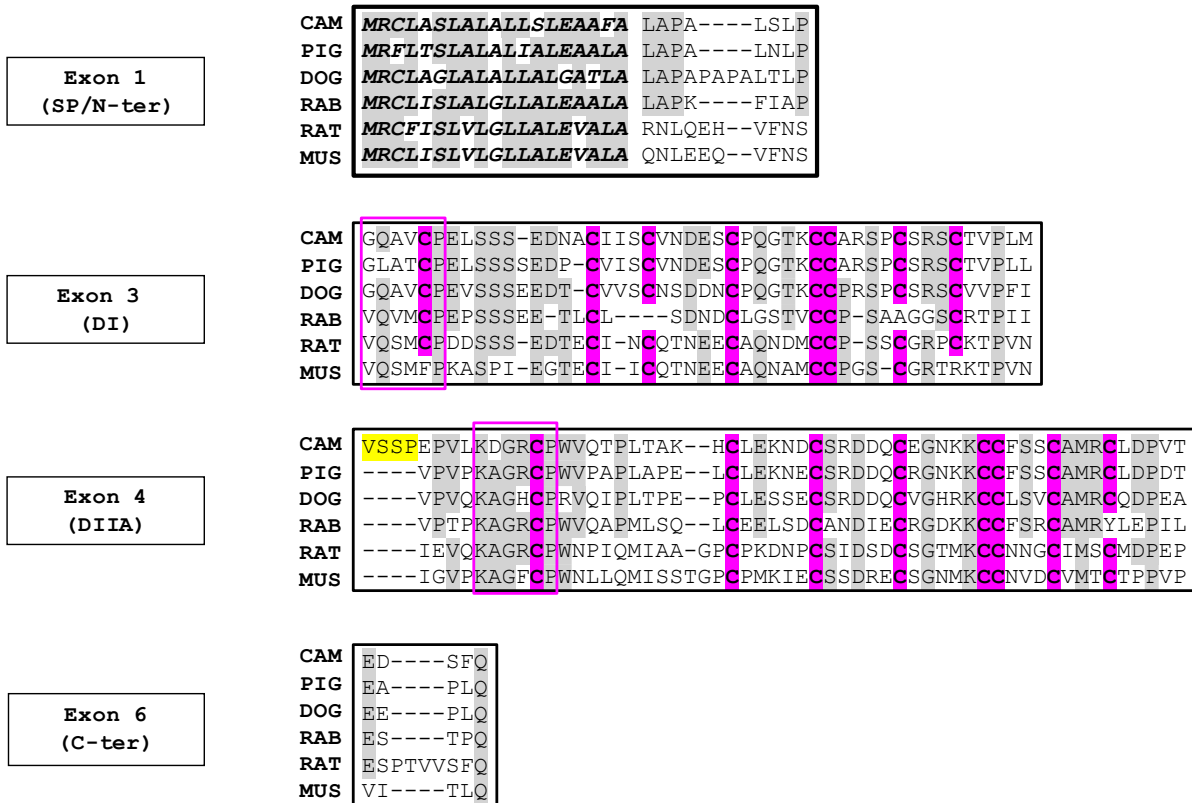 CAM MRCLASLALALLSLEAAFA LAPA----LSLP
PIG MRFLTSLALALIALEAALA LAPA----LNLP
Exon 1 DOG MRCLAGLALALLALGATLA LAPAPAPALTLP
(SP/N-ter) RAB MRCLISLALGLLALEAALA LAPK----FIAP
RAT MRCFISLVLGLLALEVALA RNLQEH--VFNS
MUS MRCLISLVLGLLALEVALA QNLEEQ--VFNS
CAM GQAVCPELSSS-EDNACIISCVNDESCPQGTKCCARSPCSRSCTVPLM
PIG GLATCPELSSSSEDP-CVISCVNDESCPQGTKCCARSPCSRSCTVPLL
Exon 3 DOG GQAVCPEVSSSEEDT-CVVSCNSDDNCPQGTKCCPRSPCSRSCVVPFI
(DI) RAB VQVMCPEPSSSEE-TLCL----SDNDCLGSTVCCP-SAAGGSCRTPII
RAT VQSMCPDDSSS-EDTECI-NCQTNEECAQNDMCCP-SSCGRPCKTPVN
MUS VQSMFPKASPI-EGTECI-ICQTNEECAQNAMCCPGS-CGRTRKTPVN
CAM VSSPEPVLKDGRCPWVQTPLTAK--HCLEKNDCSRDDQCEGNKKCCFSSCAMRCLDPVT
PIG ----VPVPKAGRCPWVPAPLAPE--LCLEKNECSRDDQCRGNKKCCFSSCAMRCLDPDT
Exon 4 DOG ----VPVQKAGHCPRVQIPLTPE--PCLESSECSRDDQCVGHRKCCLSVCAMRCQDPEA
(DIIA) RAB ----VPTPKAGRCPWVQAPMLSQ--LCEELSDCANDIECRGDKKCCFSRCAMRYLEPIL
RAT ----IEVQKAGRCPWNPIQMIAA-GPCPKDNPCSIDSDCSGTMKCCNNGCIMSCMDPEP
MUS ----IGVPKAGFCPWNLLQMISSTGPCPMKIECSSDRECSGNMKCCNVDCVMTCTPPVP
CAM ED----SFQ
PIG EA----PLQ
Exon 6 DOG EE----PLQ
(C-ter) RAB ES----TPQ
RAT ESPTVVSFQ
MUS VI----TLQ